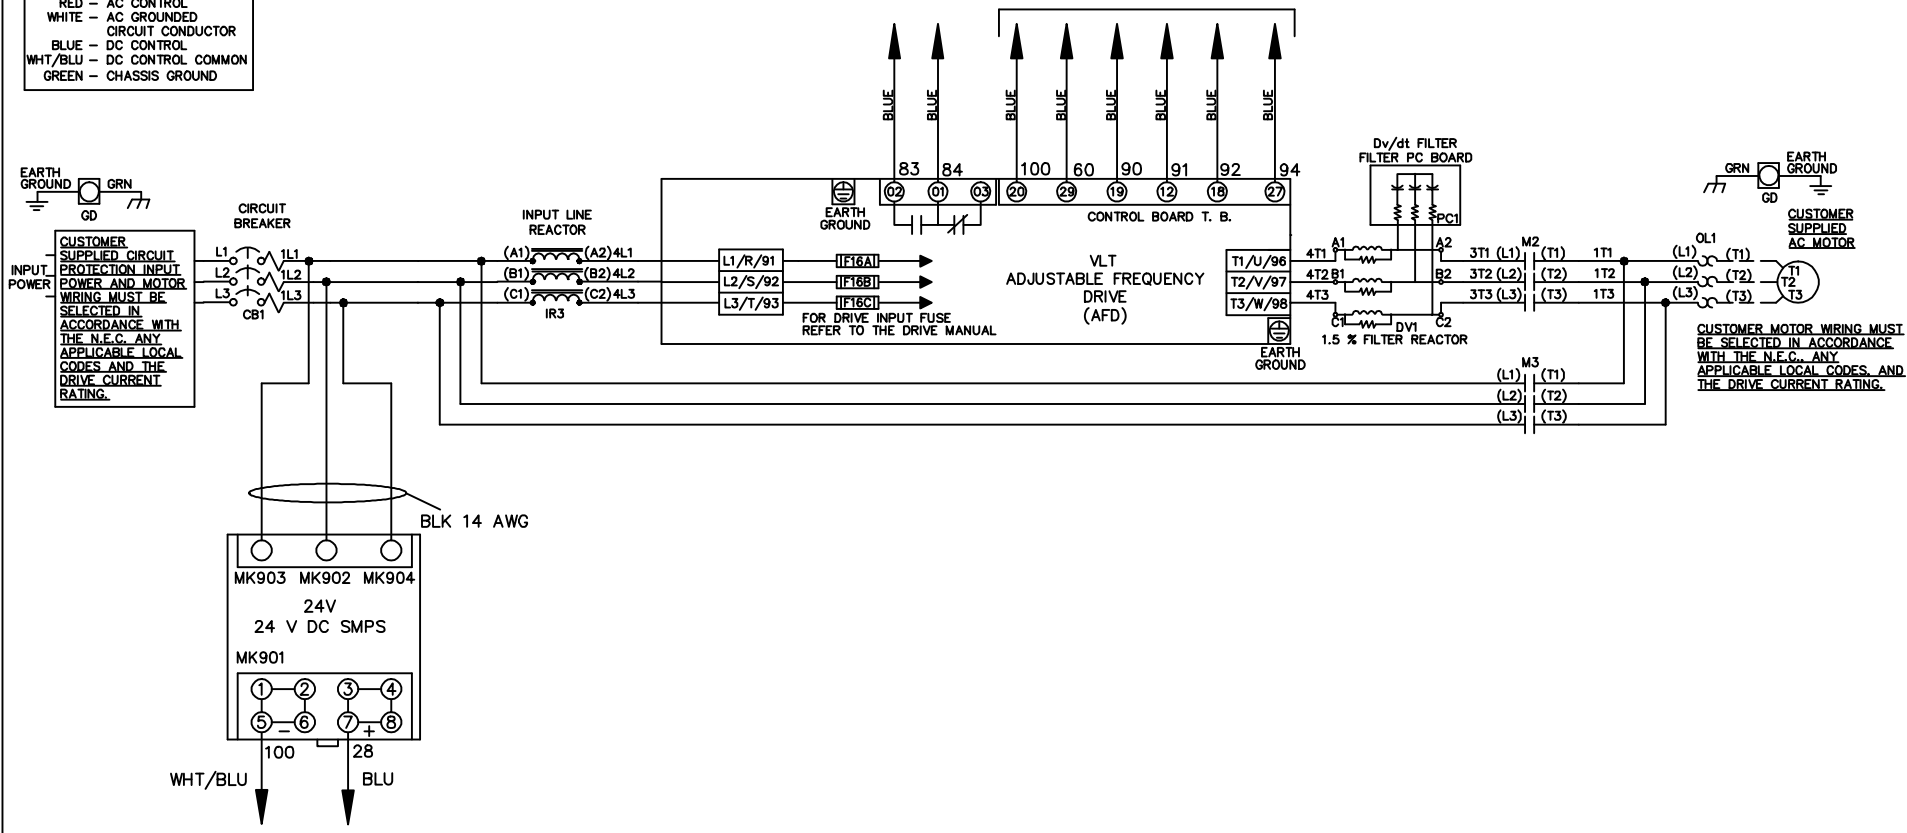 RED – AC CONTROL
WHITE – AC GROUNDED
CIRCUIT CONDUCTOR
BLUE – DC CONTROL
WHT/BLU – DC CONTROL COMMON
GREEN – CHASSIS GROUND
BLUE
BLUE
BLUE
BLUE
BLUE
BLUE
BLUE
BLUE
83
84
100
60
90
91
92
94
02
01
03
20
29
19
12
18
27
CONTROL BOARD T. B.
EARTH
GROUND
GRN
GD
INPUT
POWER
CUSTOMER
SUPPLIED CIRCUIT
PROTECTION INPUT
POWER AND MOTOR
WIRING MUST BE
SELECTED IN
ACCORDANCE WITH
THE N.E.C. ANY
APPLICABLE LOCAL
CODES AND THE
DRIVE CURRENT
RATING.
CIRCUIT
BREAKER
L1
L2
L3
1L1
1L2
1L3
CB1
INPUT LINE
REACTOR
(A1)
(A2)
4L1
(B1)
(B2)
4L2
(C1)
(C2)
4L3
IR3
EARTH
GROUND
L1/R/91
L2/S/92
L3/T/93
F16A
F16B
F16C
FOR DRIVE INPUT FUSE
REFER TO THE DRIVE MANUAL
VLT
ADJUSTABLE FREQUENCY
DRIVE
(AFD)
T1/U/96
T2/V/97
T3/W/98
EARTH
GROUND
4T1
4T2
4T3
Dv/dt FILTER
FILTER PC BOARD
PC1
A1
A2
B1
B2
C1
C2
DV1
1.5 % FILTER REACTOR
M2
3T1 (L1) (T1) 1T1
3T2 (L2) (T2) 1T2
3T3 (L3) (T3) 1T3
M3
(L1) (T1)
(L2) (T2)
(L3) (T3)
OL1
(L1) (T1)
(L2) (T2)
(L3) (T3)
T1
T2
T3
GRN
EARTH
GROUND
GD
CUSTOMER
SUPPLIED
AC MOTOR
CUSTOMER MOTOR WIRING MUST
BE SELECTED IN ACCORDANCE
WITH THE N.E.C., ANY
APPLICABLE LOCAL CODES, AND
THE DRIVE CURRENT RATING.
BLK 14 AWG
MK903 MK902 MK904
24V
24 V DC SMPS
MK901
1 2 3 4
5 6 7 8
– +
100
28
WHT/BLU
BLU